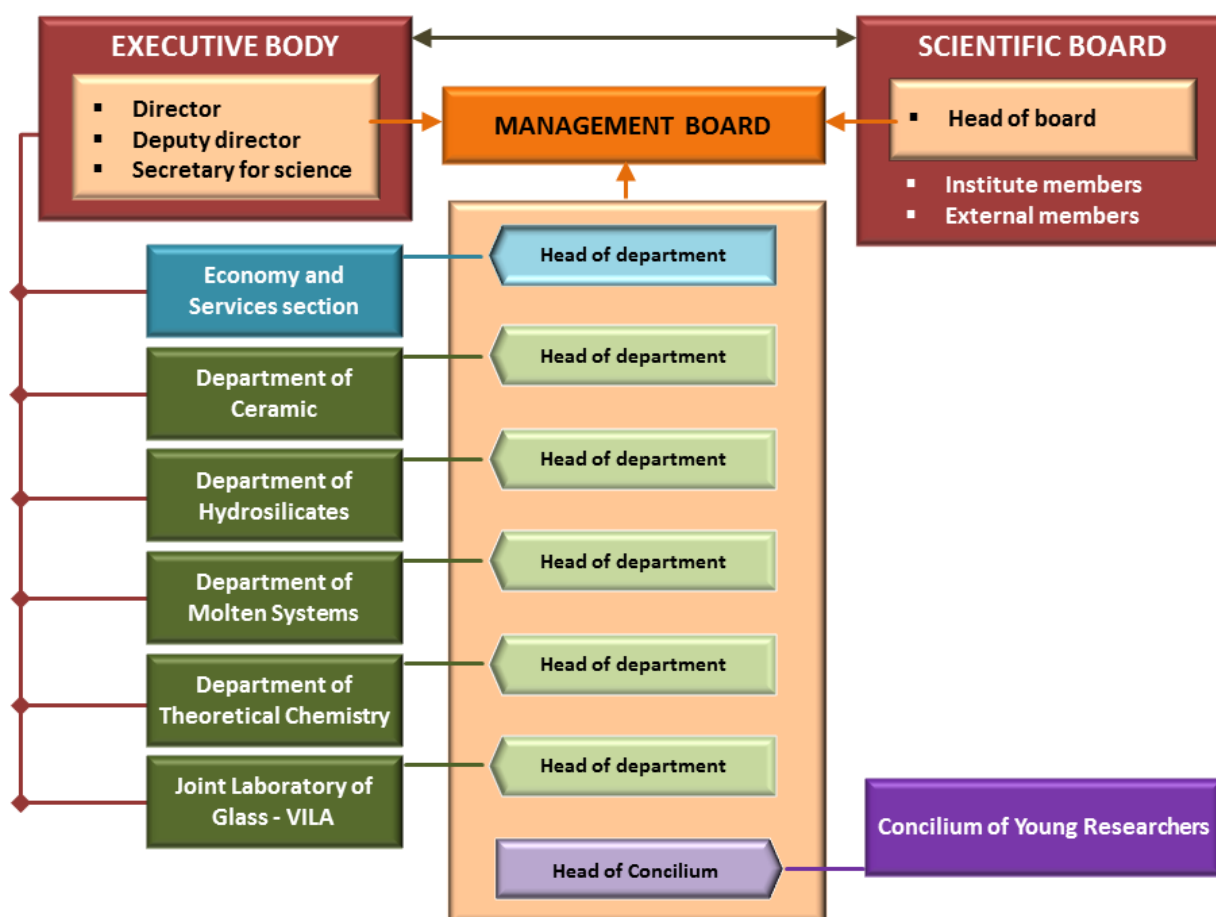 EXECUTIVE BODY
▪ Director
▪ Deputy director
▪ Secretary for science
MANAGEMENT BOARD
SCIENTIFIC BOARD
▪ Head of board
▪ Institute members
▪ External members
Economy and
Services section
Head of department
Department of
Ceramic
Head of department
Department of
Hydrosilicates
Head of department
Department of
Molten Systems
Head of department
Department of
Theoretical Chemistry
Head of department
Joint Laboratory of
Glass - VILA
Head of department
Head of Concilium
Concilium of Young Researchers